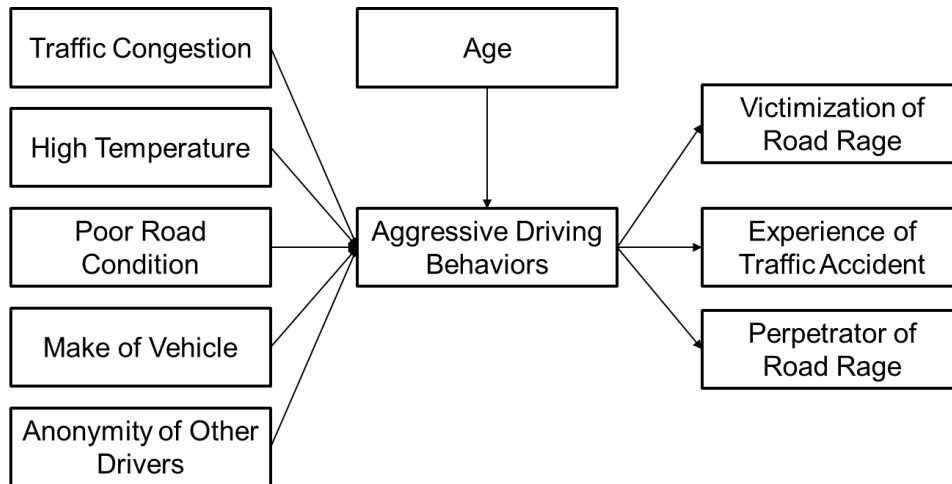 Traffic Congestion
High Temperature
Poor Road
Condition
Make of Vehicle
Anonymity of Other
Drivers
Age
Aggressive Driving
Behaviors
Victimization of
Road Rage
Experience of
Traffic Accident
Perpetrator of
Road Rage